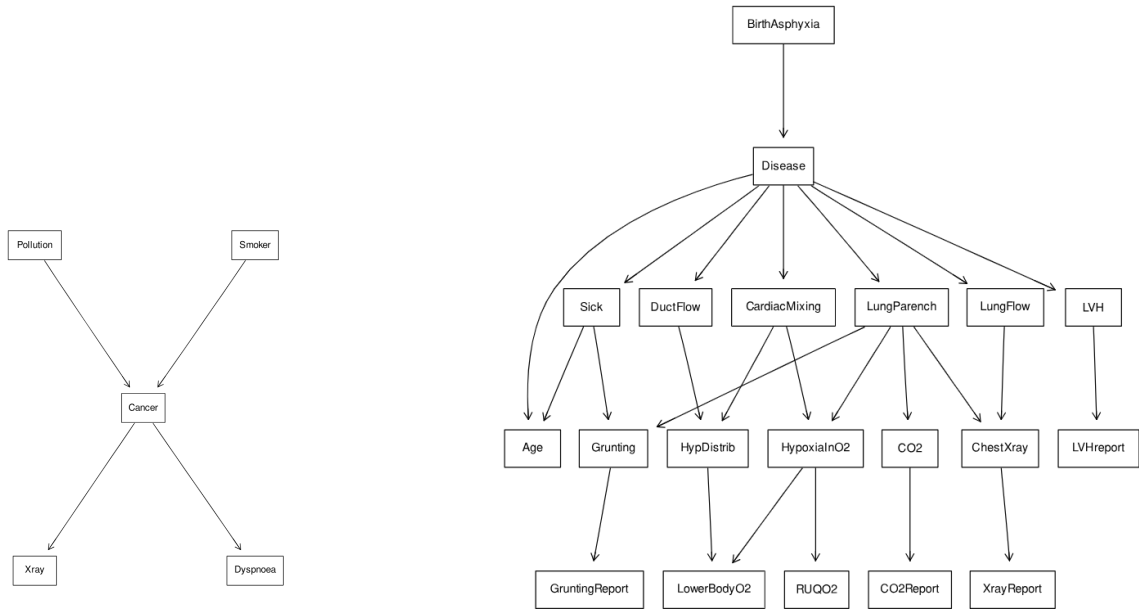 Pollution
Smoker
Cancer
Xray
Dyspnoea
BirthAsphyxia
Disease
Sick
DuctFlow
CardiacMixing
LungParench
LungFlow
LVH
Age
Grunting
HypDistrib
HypoxiaInO2
CO2
ChestXray
LVHreport
GruntingReport
LowerBodyO2
RUQO2
CO2Report
XrayReport